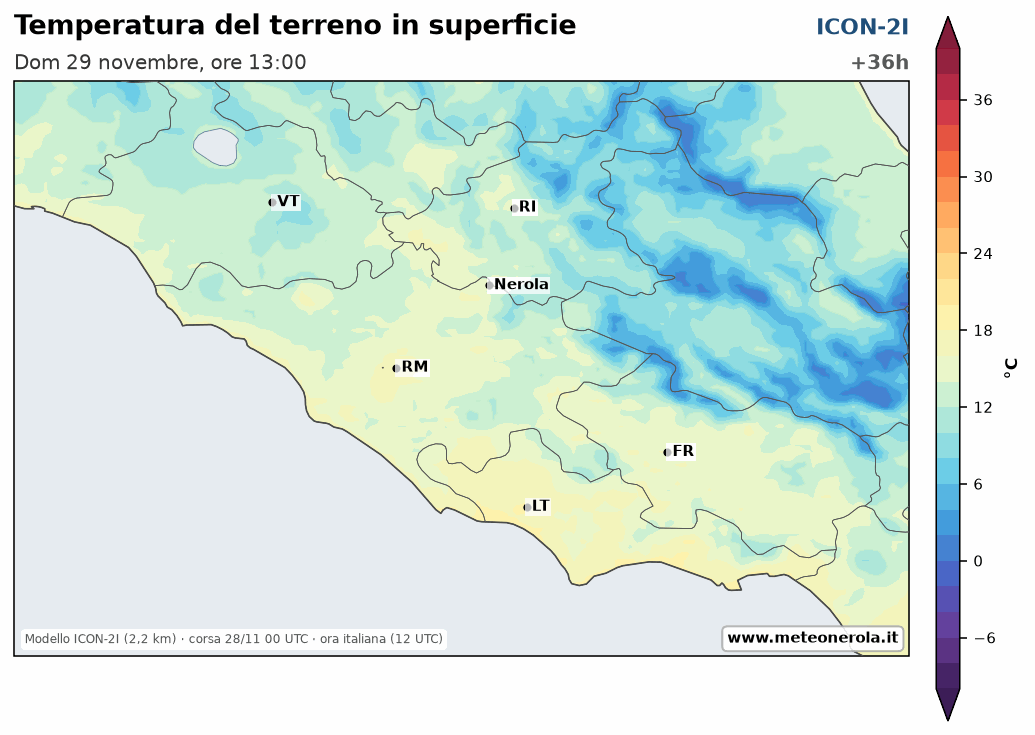 Temperatura del terreno in superficie
ICON-2I
Dom 29 novembre, ore 13:00
+36h
VT
RI
Nerola
RM
FR
LT
Modello ICON-2I (2,2 km) · corsa 28/11 00 UTC · ora italiana (12 UTC)
www.meteonerola.it
36
30
24
18
12
6
0
−6
°C